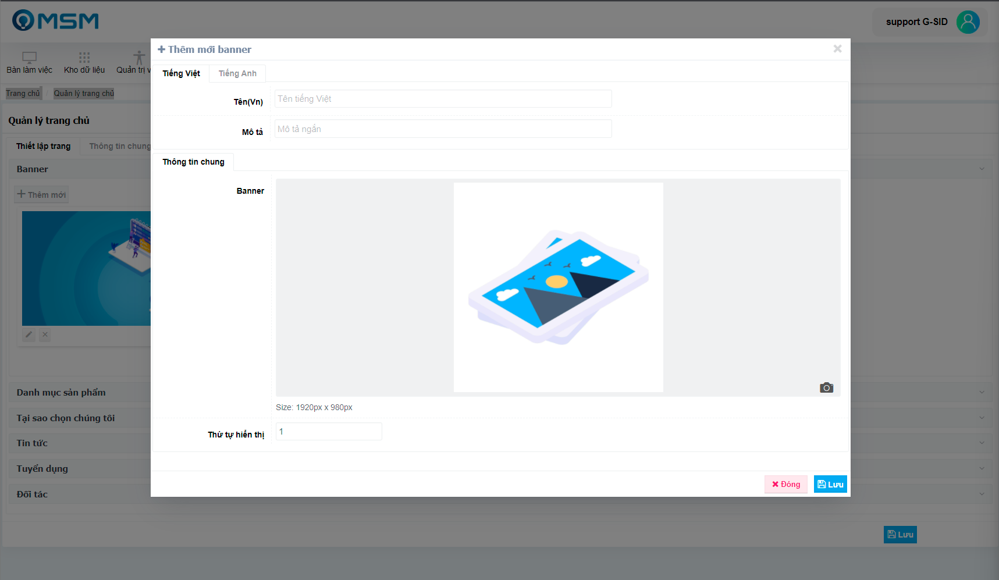 MSM
support G-SID
Bàn làm việc
Kho dữ liệu
Quản trị v
Trang chủ / Quản lý trang chủ
Quản lý trang chủ
Thiết lập trang
Thông tin chung
Banner
Thêm mới
Danh mục sản phẩm
Tại sao chọn chúng tôi
Tin tức
Tuyển dụng
Đối tác
Lưu
Thêm mới banner
Tiếng Việt
Tiếng Anh
Tên(Vn)
Tên tiếng Việt
Mô tả
Mô tả ngắn
Thông tin chung
Banner
Size: 1920px x 980px
Thứ tự hiển thị
1
Đóng
Lưu